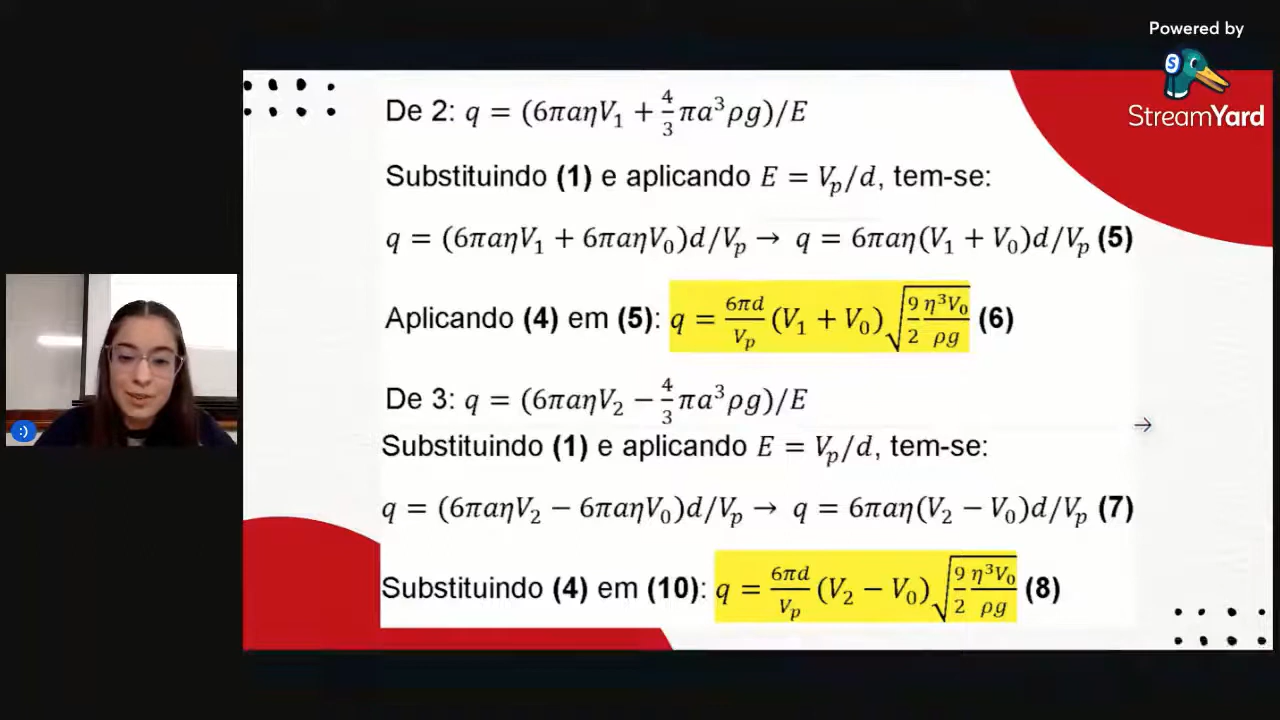 Powered by
StreamYard
De 2: q = (6πaηV₁ + 4/3 πa³ρg)/E
Substituindo (1) e aplicando E = Vₚ/d, tem-se:
q = (6πaηV₁ + 6πaηV₀)d/Vₚ → q = 6πaη(V₁ + V₀)d/Vₚ (5)
Aplicando (4) em (5): q = 6πd/Vₚ (V₁ + V₀)√(9/2 η³V₀/ρg) (6)
De 3: q = (6πaηV₂ − 4/3 πa³ρg)/E
Substituindo (1) e aplicando E = Vₚ/d, tem-se:
q = (6πaηV₂ − 6πaηV₀)d/Vₚ → q = 6πaη(V₂ − V₀)d/Vₚ (7)
Substituindo (4) em (10): q = 6πd/Vₚ (V₂ − V₀)√(9/2 η³V₀/ρg) (8)
:)